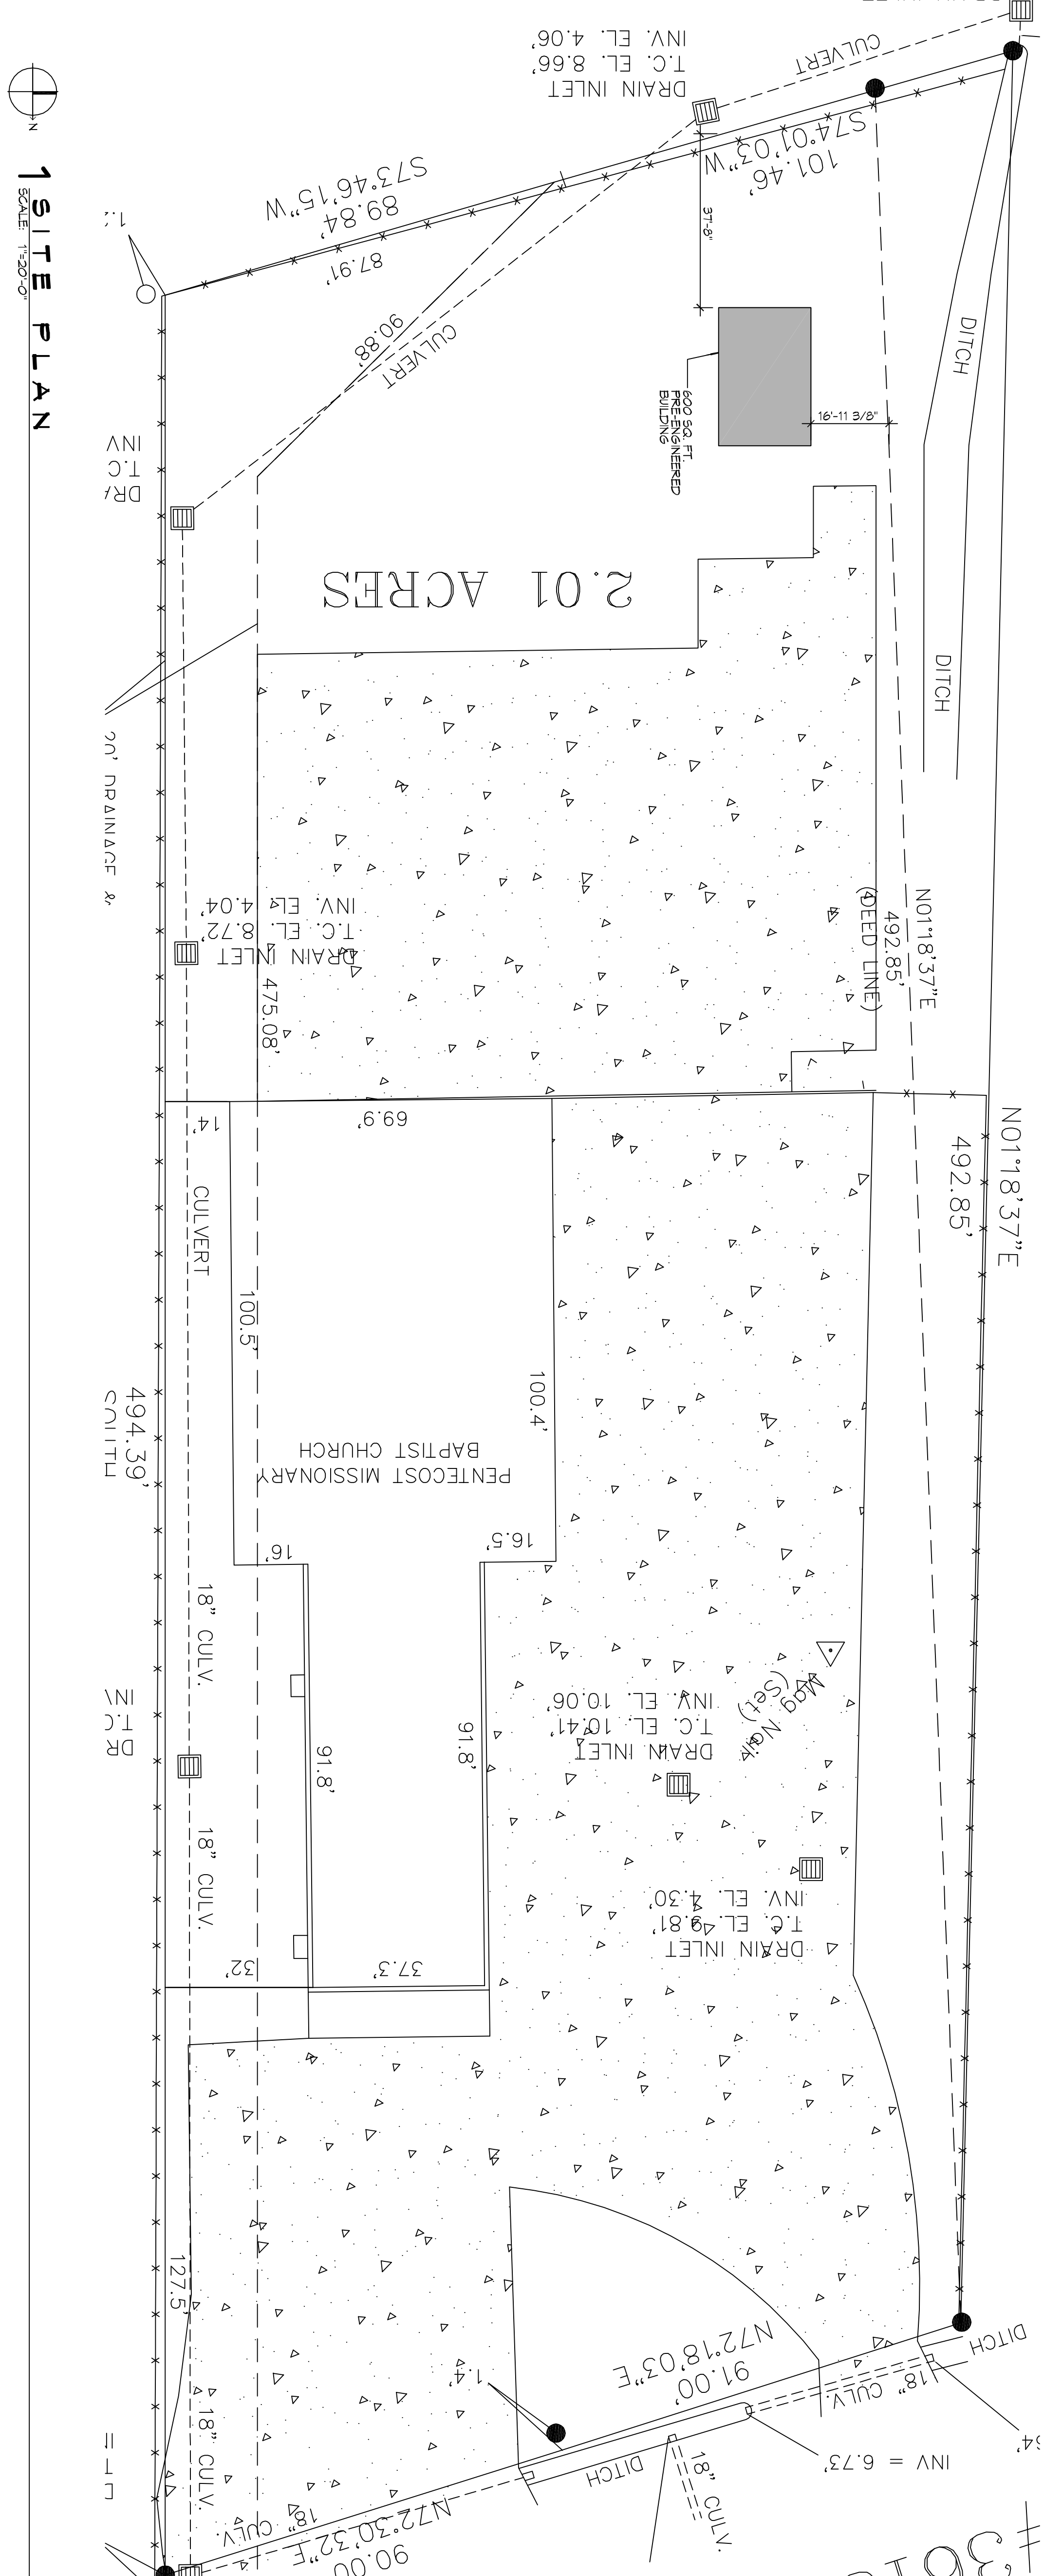 DRAIN INLET
T.C. EL. 8.66'
INV. EL. 4.06'
CULVERT
N
1 SITE PLAN
SCALE: 1"=20'-0"
S73°46'15"W
89.84'
87.91'
S74°01'03"W
101.46'
37'-8"
90.88'
CULVERT
DITCH
600 SQ. FT.
PRE-ENGINEERED
BUILDING
16'-11 3/8"
DRA
T.C
INV
2.01 ACRES
DITCH
20' DRAINAGE &
DRAIN INLET
T.C. EL. 8.72'
INV. EL. 4.04'
475.08'
N01°18'37"E
492.85'
(DEED LINE)
14'
69.9'
N01°18'37"E
492.85'
CULVERT
100.5'
100.4'
494.39'
SOUTH
PENTECOST MISSIONARY
BAPTIST CHURCH
16'
16.5'
18" CULV.
Mag Nail
(Set)
DRAIN INLET
T.C. EL. 10.41'
INV. EL. 10.06'
DR
T.C
INV
91.8'
91.8'
18" CULV.
DRAIN INLET
T.C. EL. 9.81'
INV. EL. 4.30'
32'
37.3'
127.5'
N72°18'03"E
91.00'
1.4'
DITCH
18" CULV.
INV = 6.73'
DITCH
18" CULV.
18" CULV.
18" CULV.
N72°30'32"E
90.00'